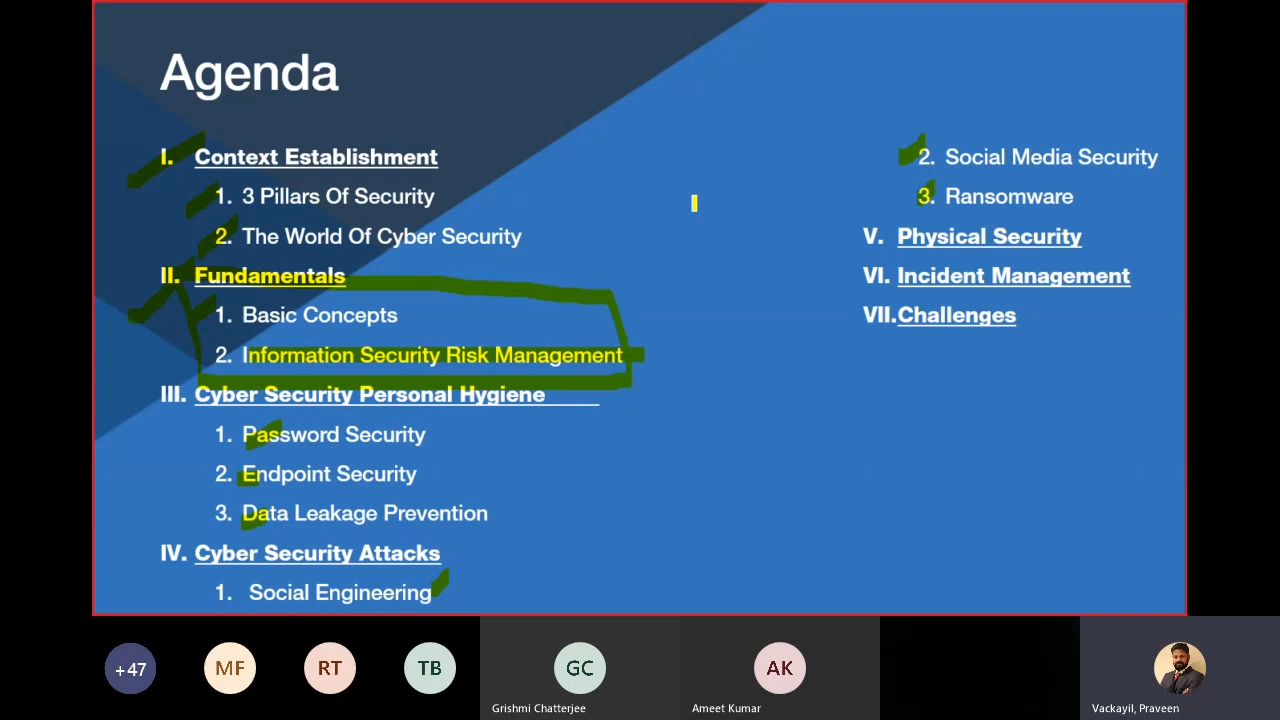 Agenda
I. Context Establishment
1. 3 Pillars Of Security
2. The World Of Cyber Security
II. Fundamentals
1. Basic Concepts
2. Information Security Risk Management
III. Cyber Security Personal Hygiene
1. Password Security
2. Endpoint Security
3. Data Leakage Prevention
IV. Cyber Security Attacks
1. Social Engineering
2. Social Media Security
3. Ransomware
V. Physical Security
VI. Incident Management
VII. Challenges
+47
MF
RT
TB
GC
Grishmi Chatterjee
AK
Ameet Kumar
Vackayil, Praveen